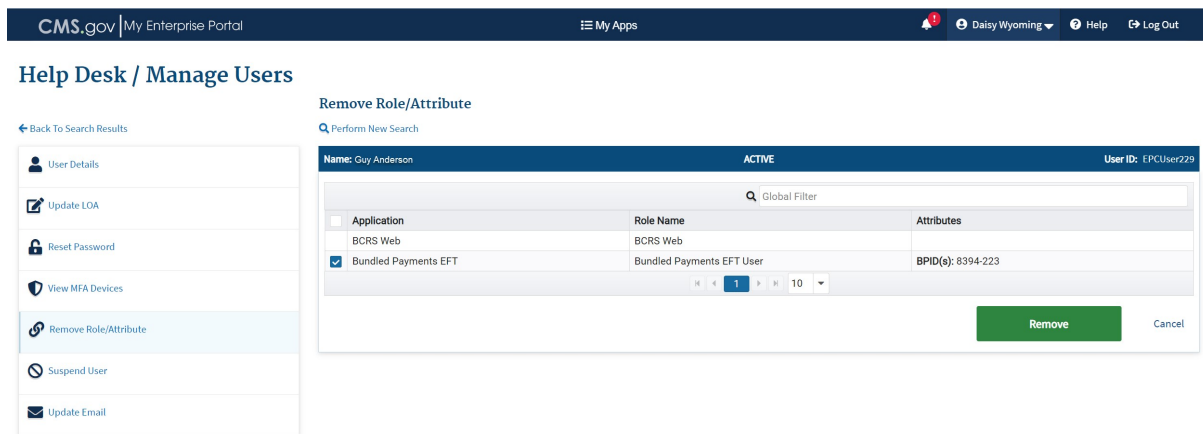 CMS.gov My Enterprise Portal My Apps ! Daisy Wyoming Help Log Out
Help Desk / Manage Users
Remove Role/Attribute
Back To Search Results
Perform New Search
User Details
Update LOA
Reset Password
View MFA Devices
Remove Role/Attribute
Suspend User
Update Email
Name: Guy Anderson ACTIVE User ID: EPCUser229
Global Filter
Application Role Name Attributes
BCRS Web BCRS Web
Bundled Payments EFT Bundled Payments EFT User BPID(s): 8394-223
1 10
Remove Cancel